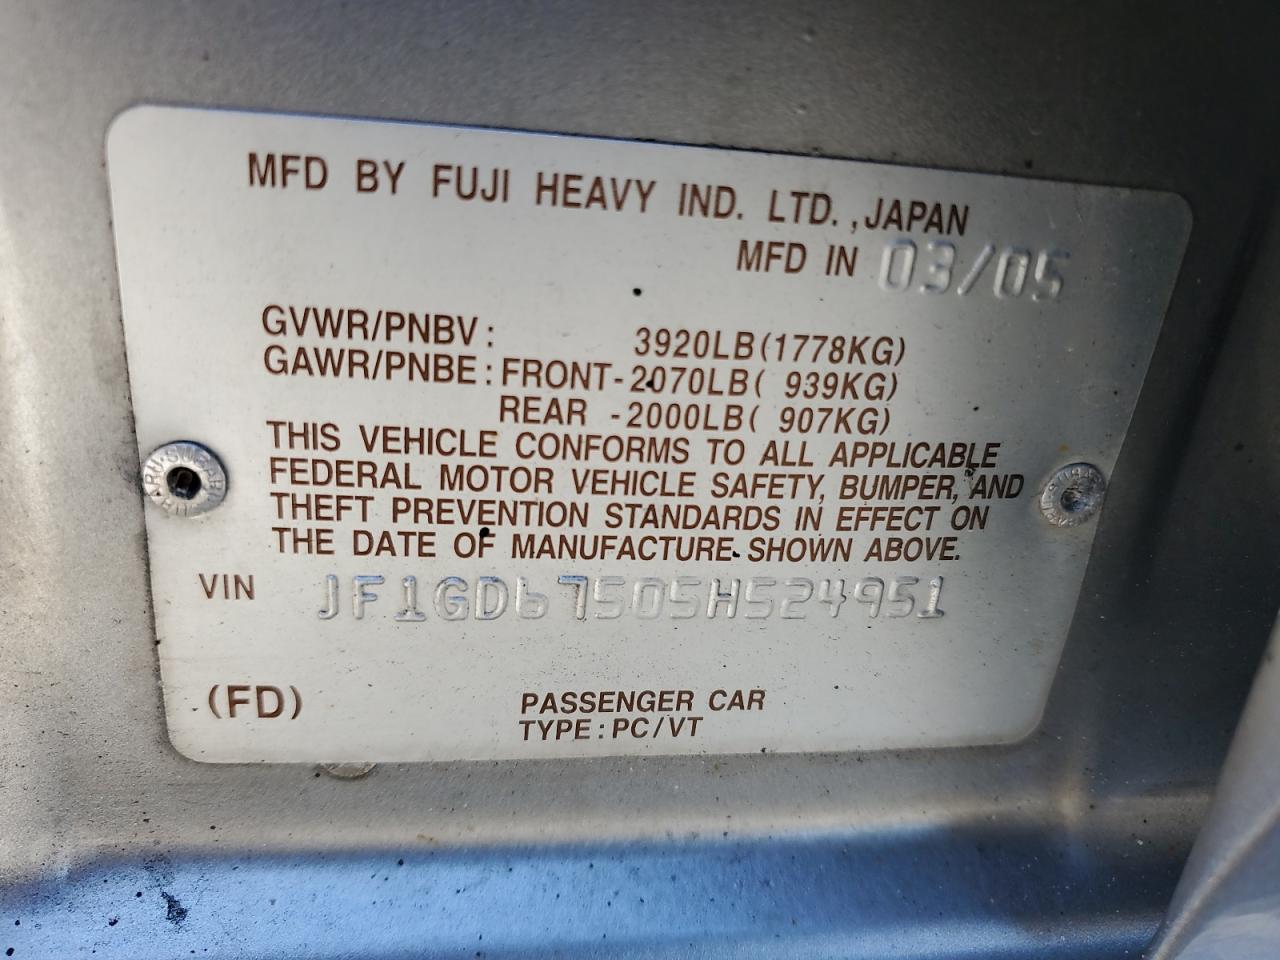 MFD BY FUJI HEAVY IND. LTD., JAPAN
MFD IN 03/05
GVWR/PNBV: 3920LB(1778KG)
GAWR/PNBE: FRONT-2070LB( 939KG)
REAR -2000LB( 907KG)
THIS VEHICLE CONFORMS TO ALL APPLICABLE
FEDERAL MOTOR VEHICLE SAFETY, BUMPER, AND
THEFT PREVENTION STANDARDS IN EFFECT ON
THE DATE OF MANUFACTURE SHOWN ABOVE.
VIN JF1GD67505H524951
(FD) PASSENGER CAR
TYPE: PC/VT